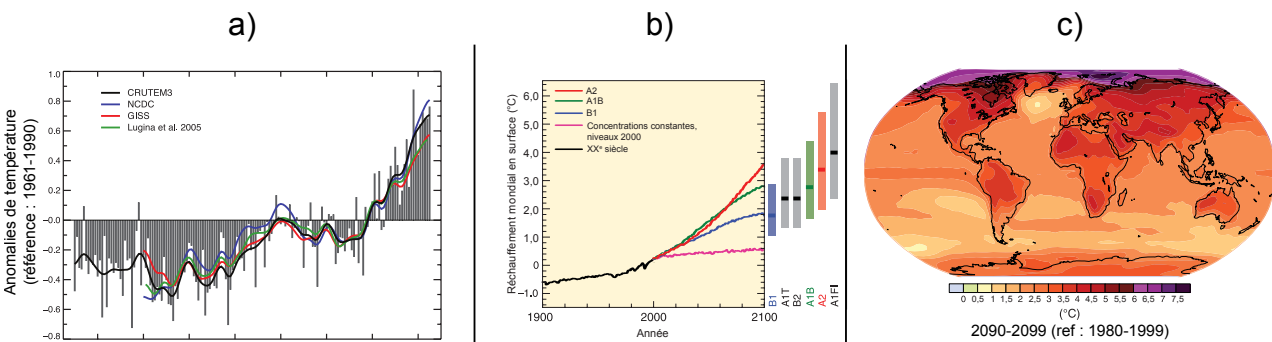 a)
Anomalies de température
(référence : 1961-1990)
1.0
0.8
0.6
0.4
0.2
-0.0
-0.2
-0.4
-0.6
-0.8
CRUTEM3
NCDC
GISS
Lugina et al. 2005
b)
Réchauffement mondial en surface (°C)
6,0
5,0
4,0
3,0
2,0
1,0
0
-1,0
A2
A1B
B1
Concentrations constantes,
niveaux 2000
XXe siècle
1900
2000
2100
Année
B1
A1T
B2
A1B
A2
A1FI
c)
0 0,5 1 1,5 2 2,5 3 3,5 4 4,5 5 5,5 6 6,5 7 7,5
(°C)
2090-2099 (ref : 1980-1999)